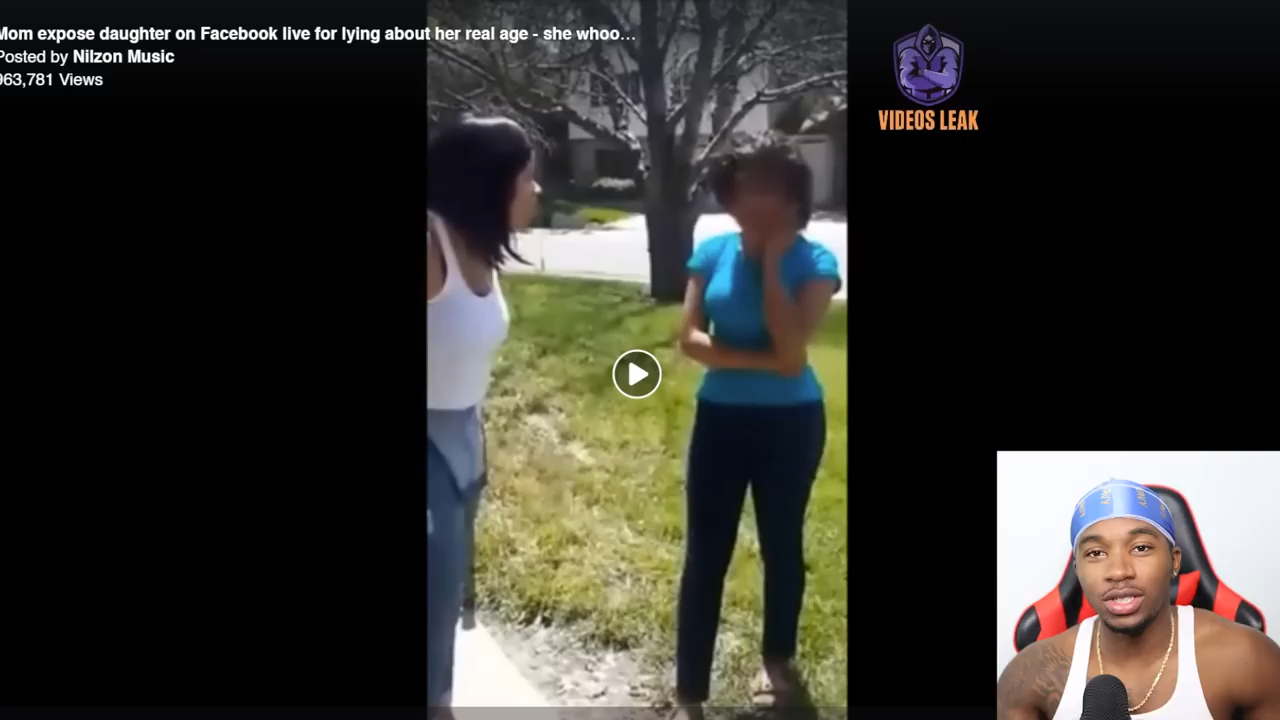 Mom expose daughter on Facebook live for lying about her real age - she whoo...
Posted by Nilzon Music
963,781 Views
VIDEOS LEAK